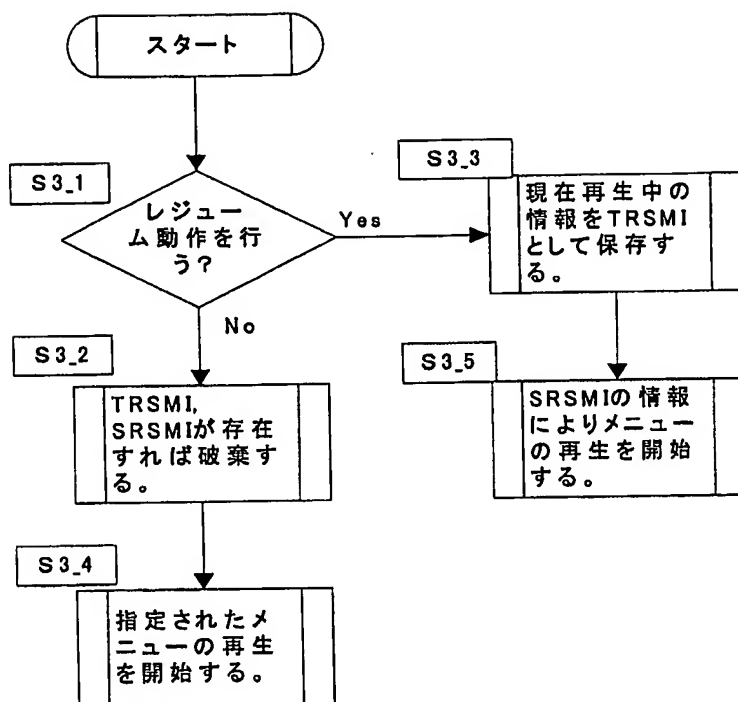 スタート
S3_1
レジュー
ム動作を行
う?
Yes
No
S3_3
現在再生中の
情報をTRSMI
として保存す
る。
S3_2
TRSMI,
SRSMIが存在
すれば破棄す
る。
S3_5
SRSMIの情報
によりメニュー
の再生を開始
する。
S3_4
指定されたメ
ニューの再生
を開始する。